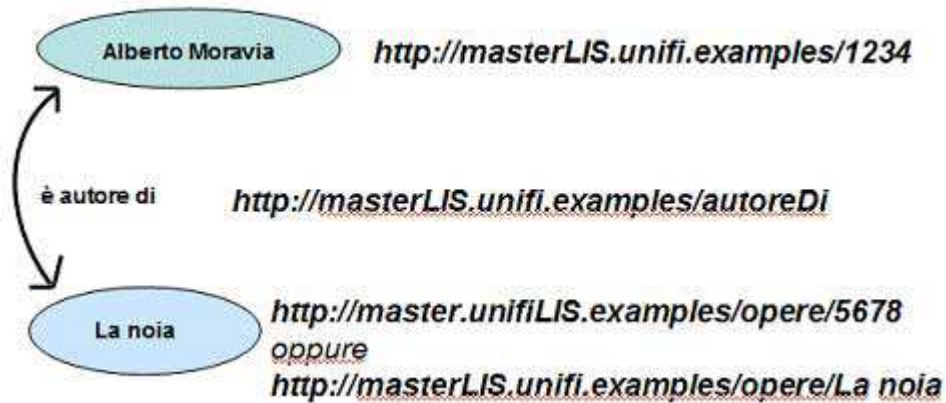 Alberto Moravia http://masterLIS.unifi.examples/1234
è autore di http://masterLIS.unifi.examples/autoreDi
La noia http://master.unifiLIS.examples/opere/5678
oppure
http://masterLIS.unifi.examples/opere/La noia